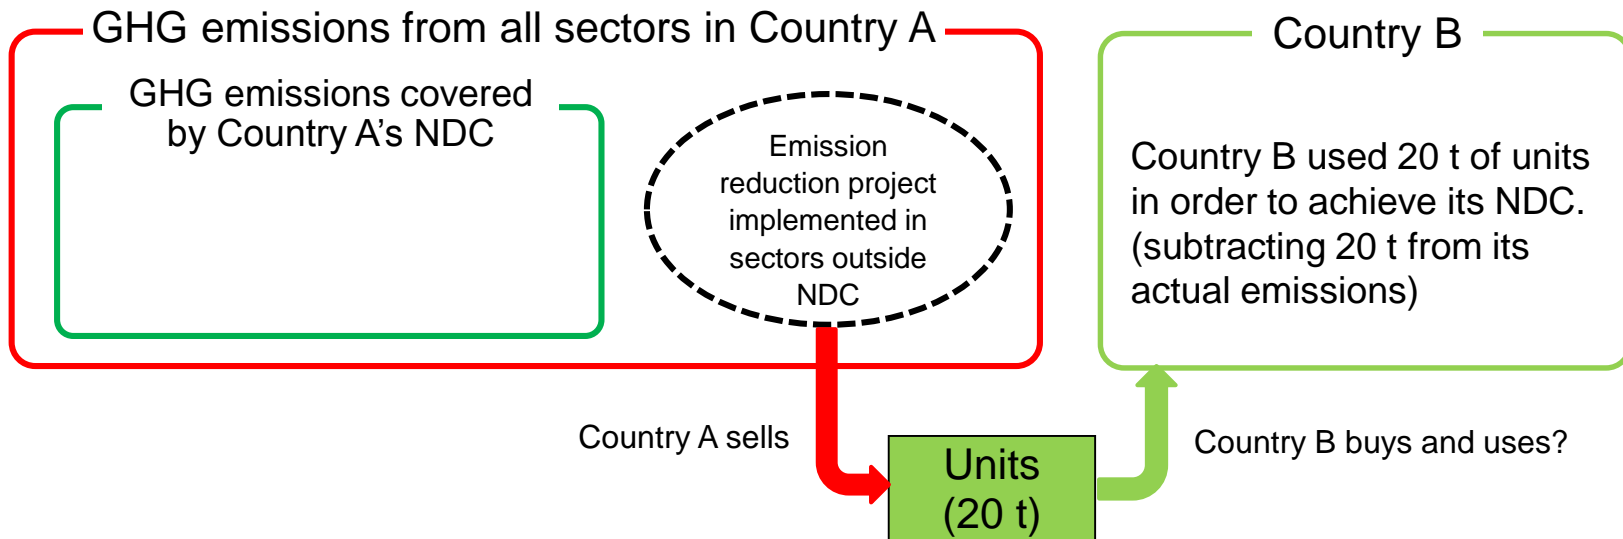 GHG emissions from all sectors in Country A
GHG emissions covered
by Country A’s NDC
Emission
reduction project
implemented in
sectors outside
NDC
Country B
Country B used 20 t of units
in order to achieve its NDC.
(subtracting 20 t from its
actual emissions)
Country A sells
Units
(20 t)
Country B buys and uses?